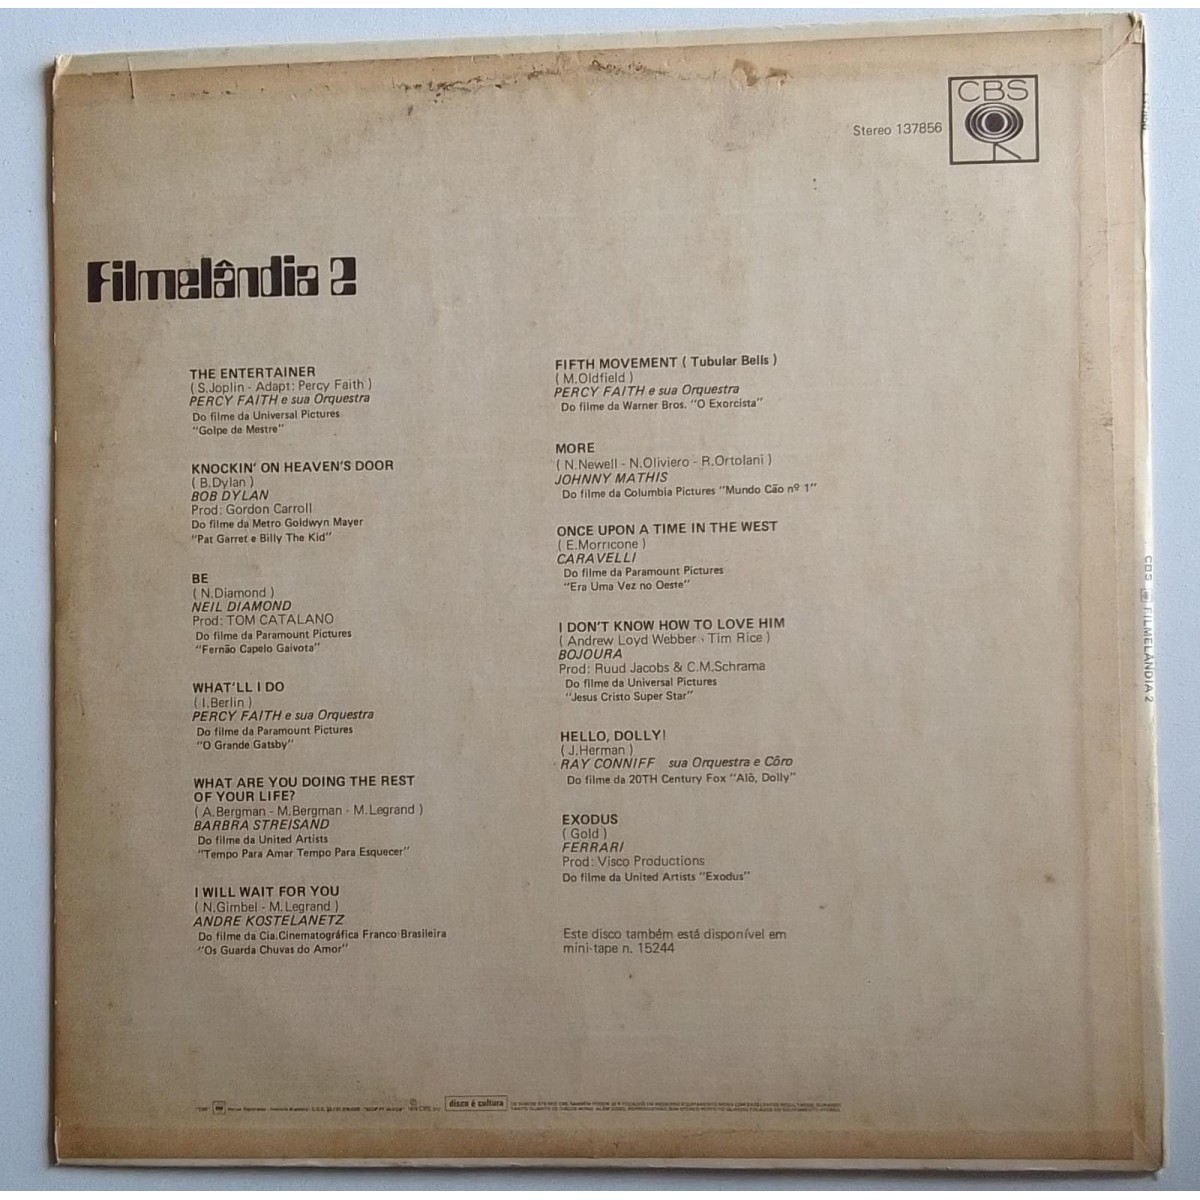 CBS
Stereo 137856
Filmelândia 2
THE ENTERTAINER
( S.Joplin - Adapt: Percy Faith )
PERCY FAITH e sua Orquestra
Do filme da Universal Pictures
"Golpe de Mestre"
KNOCKIN' ON HEAVEN'S DOOR
( B.Dylan )
BOB DYLAN
Prod: Gordon Carroll
Do filme da Metro Goldwyn Mayer
"Pat Garret e Billy The Kid"
BE
( N.Diamond )
NEIL DIAMOND
Prod: TOM CATALANO
Do filme da Paramount Pictures
"Fernão Capelo Gaivota"
WHAT'LL I DO
( I.Berlin )
PERCY FAITH e sua Orquestra
Do filme da Paramount Pictures
"O Grande Gatsby"
WHAT ARE YOU DOING THE REST
OF YOUR LIFE?
( A.Bergman - M.Bergman - M.Legrand )
BARBRA STREISAND
Do filme da United Artists
"Tempo Para Amar Tempo Para Esquecer"
I WILL WAIT FOR YOU
( N.Gimbel - M.Legrand )
ANDRE KOSTELANETZ
Do filme da Cia.Cinematográfica Franco Brasileira
"Os Guarda Chuvas do Amor"
FIFTH MOVEMENT ( Tubular Bells )
( M.Oldfield )
PERCY FAITH e sua Orquestra
Do filme da Warner Bros. "O Exorcista"
MORE
( N.Newell - N.Oliviero - R.Ortolani )
JOHNNY MATHIS
Do filme da Columbia Pictures "Mundo Cão nº 1"
ONCE UPON A TIME IN THE WEST
( E.Morricone )
CARAVELLI
Do filme da Paramount Pictures
"Era Uma Vez no Oeste"
I DON'T KNOW HOW TO LOVE HIM
( Andrew Loyd Webber - Tim Rice )
BOJOURA
Prod: Ruud Jacobs & C.M.Schrama
Do filme da Universal Pictures
"Jesus Cristo Super Star"
HELLO, DOLLY!
( J.Herman )
RAY CONNIFF sua Orquestra e Côro
Do filme da 20TH Century Fox "Alô, Dolly"
EXODUS
( Gold )
FERRARI
Prod: Visco Productions
Do filme da United Artists "Exodus"
Este disco também está disponível em
mini-tape n. 15244
CBS FILMELÂNDIA 2
"CBS"
disco é cultura